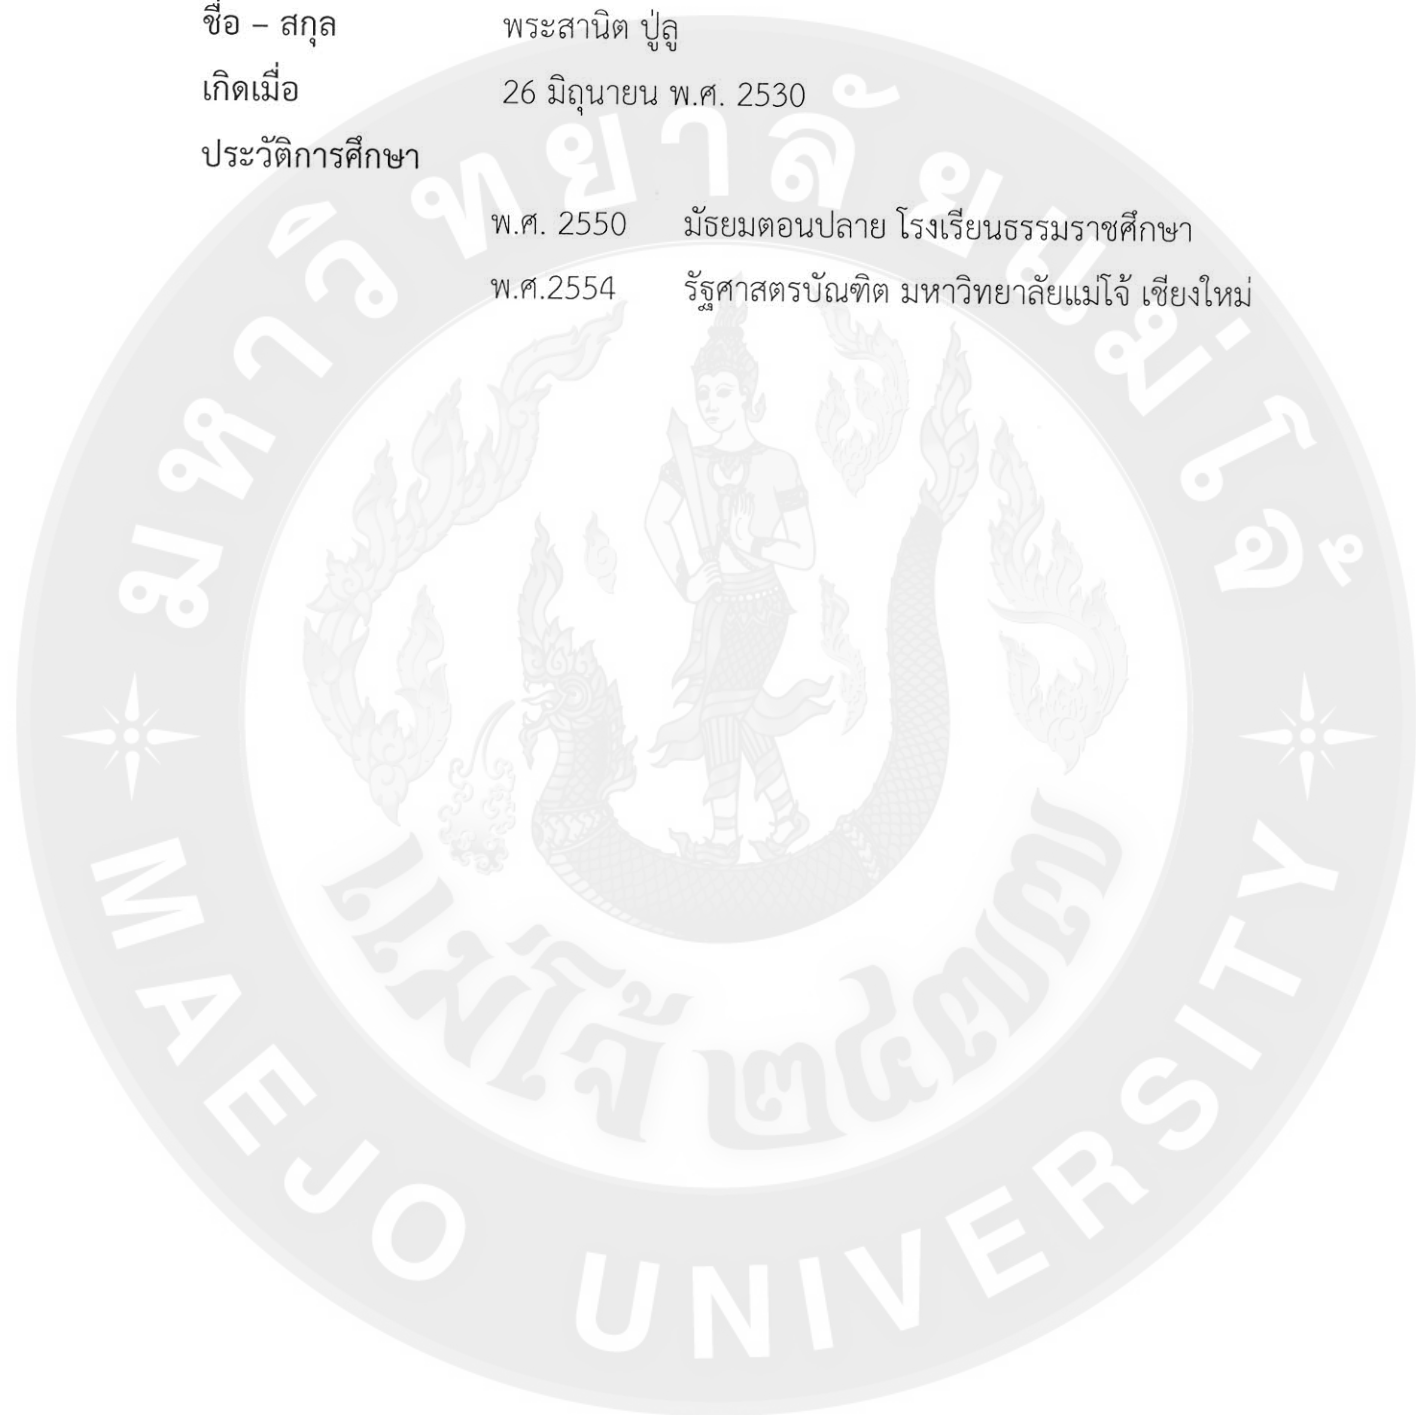 ชื่อ – สกุล พระสานิต ปู่ลู
เกิดเมื่อ 26 มิถุนายน พ.ศ. 2530
ประวัติการศึกษา
พ.ศ. 2550 มัธยมตอนปลาย โรงเรียนธรรมราชศึกษา
พ.ศ.2554 รัฐศาสตรบัณฑิต มหาวิทยาลัยแม่โจ้ เชียงใหม่
มหาวิทยาลัยแม่โจ้
แม่โจ้ ๒๔๗๗
MAEJO UNIVERSITY